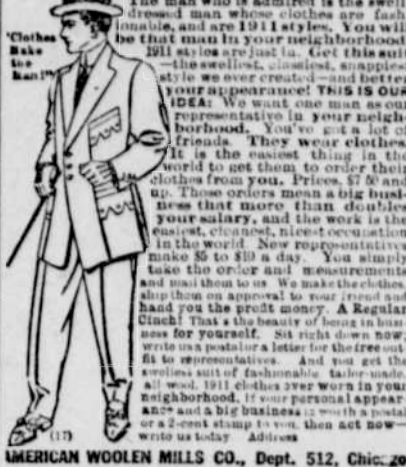 The man who is admired is the swell
dressed man whose clothes are fash-
ionable, and are 1911 styles. You will
be that man in your neighborhood
1911 styles are just in. Get this suit
—the swellest, classiest, snappiest
style we ever created—and better
your appearance! THIS IS OUR
IDEA: We want one man as our
representative in your neigh-
borhood. You've got a lot of
friends. They wear clothes.
It is the easiest thing in the
world to get them to order their
clothes from you. Prices, $7 50 and
up. Those orders mean a big busi-
ness that more than doubles
your salary, and the work is the
easiest, cleanest, nicest occupation
in the world. New representatives
make $5 to $10 a day. You simply
take the order and measurements
and mail them to us. We make the clothes,
ship them on approval to your friend and
hand you the profit money. A Regular
Cinch! That's the beauty of being in busi-
ness for yourself. Sit right down now;
write us a postal or a letter for the free out-
fit to representatives. And you get the
swellest suit of fashionable tailor-made,
all wool, 1911 clothes ever worn in your
neighborhood. If your personal appear-
ance and a big business is worth a postal
or a 2-cent stamp to you, then act now—
write us today. Address
AMERICAN WOOLEN MILLS CO., Dept. 512, Chicago
"Clothes
Make
the
Man!"
(17)